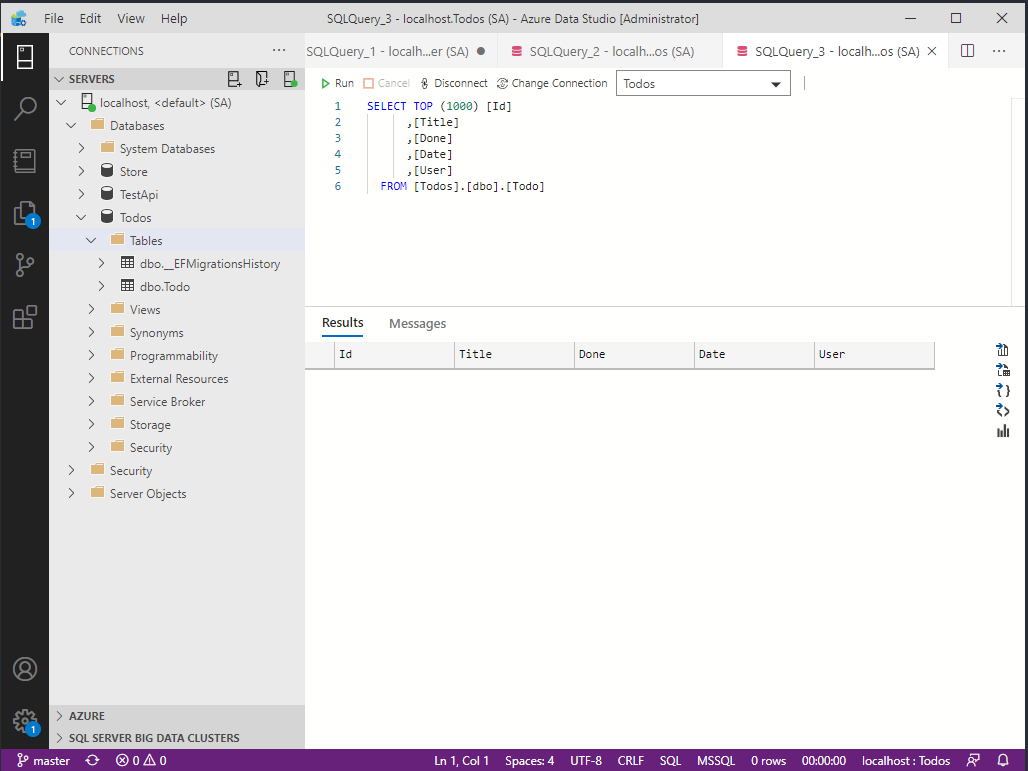 File Edit View Help SQLQuery_3 - localhost.Todos (SA) - Azure Data Studio [Administrator]
CONNECTIONS
SERVERS
localhost, <default> (SA)
Databases
System Databases
Store
TestApi
Todos
Tables
dbo.__EFMigrationsHistory
dbo.Todo
Views
Synonyms
Programmability
External Resources
Service Broker
Storage
Security
Security
Server Objects
AZURE
SQL SERVER BIG DATA CLUSTERS
1
1
SQLQuery_1 - localh...er (SA) SQLQuery_2 - localh...os (SA) SQLQuery_3 - localh...os (SA)
Run Cancel Disconnect Change Connection Todos
1 SELECT TOP (1000) [Id]
2 ,[Title]
3 ,[Done]
4 ,[Date]
5 ,[User]
6 FROM [Todos].[dbo].[Todo]
Results Messages
Id Title Done Date User
master 0 0 Ln 1, Col 1 Spaces: 4 UTF-8 CRLF SQL MSSQL 0 rows 00:00:00 localhost : Todos